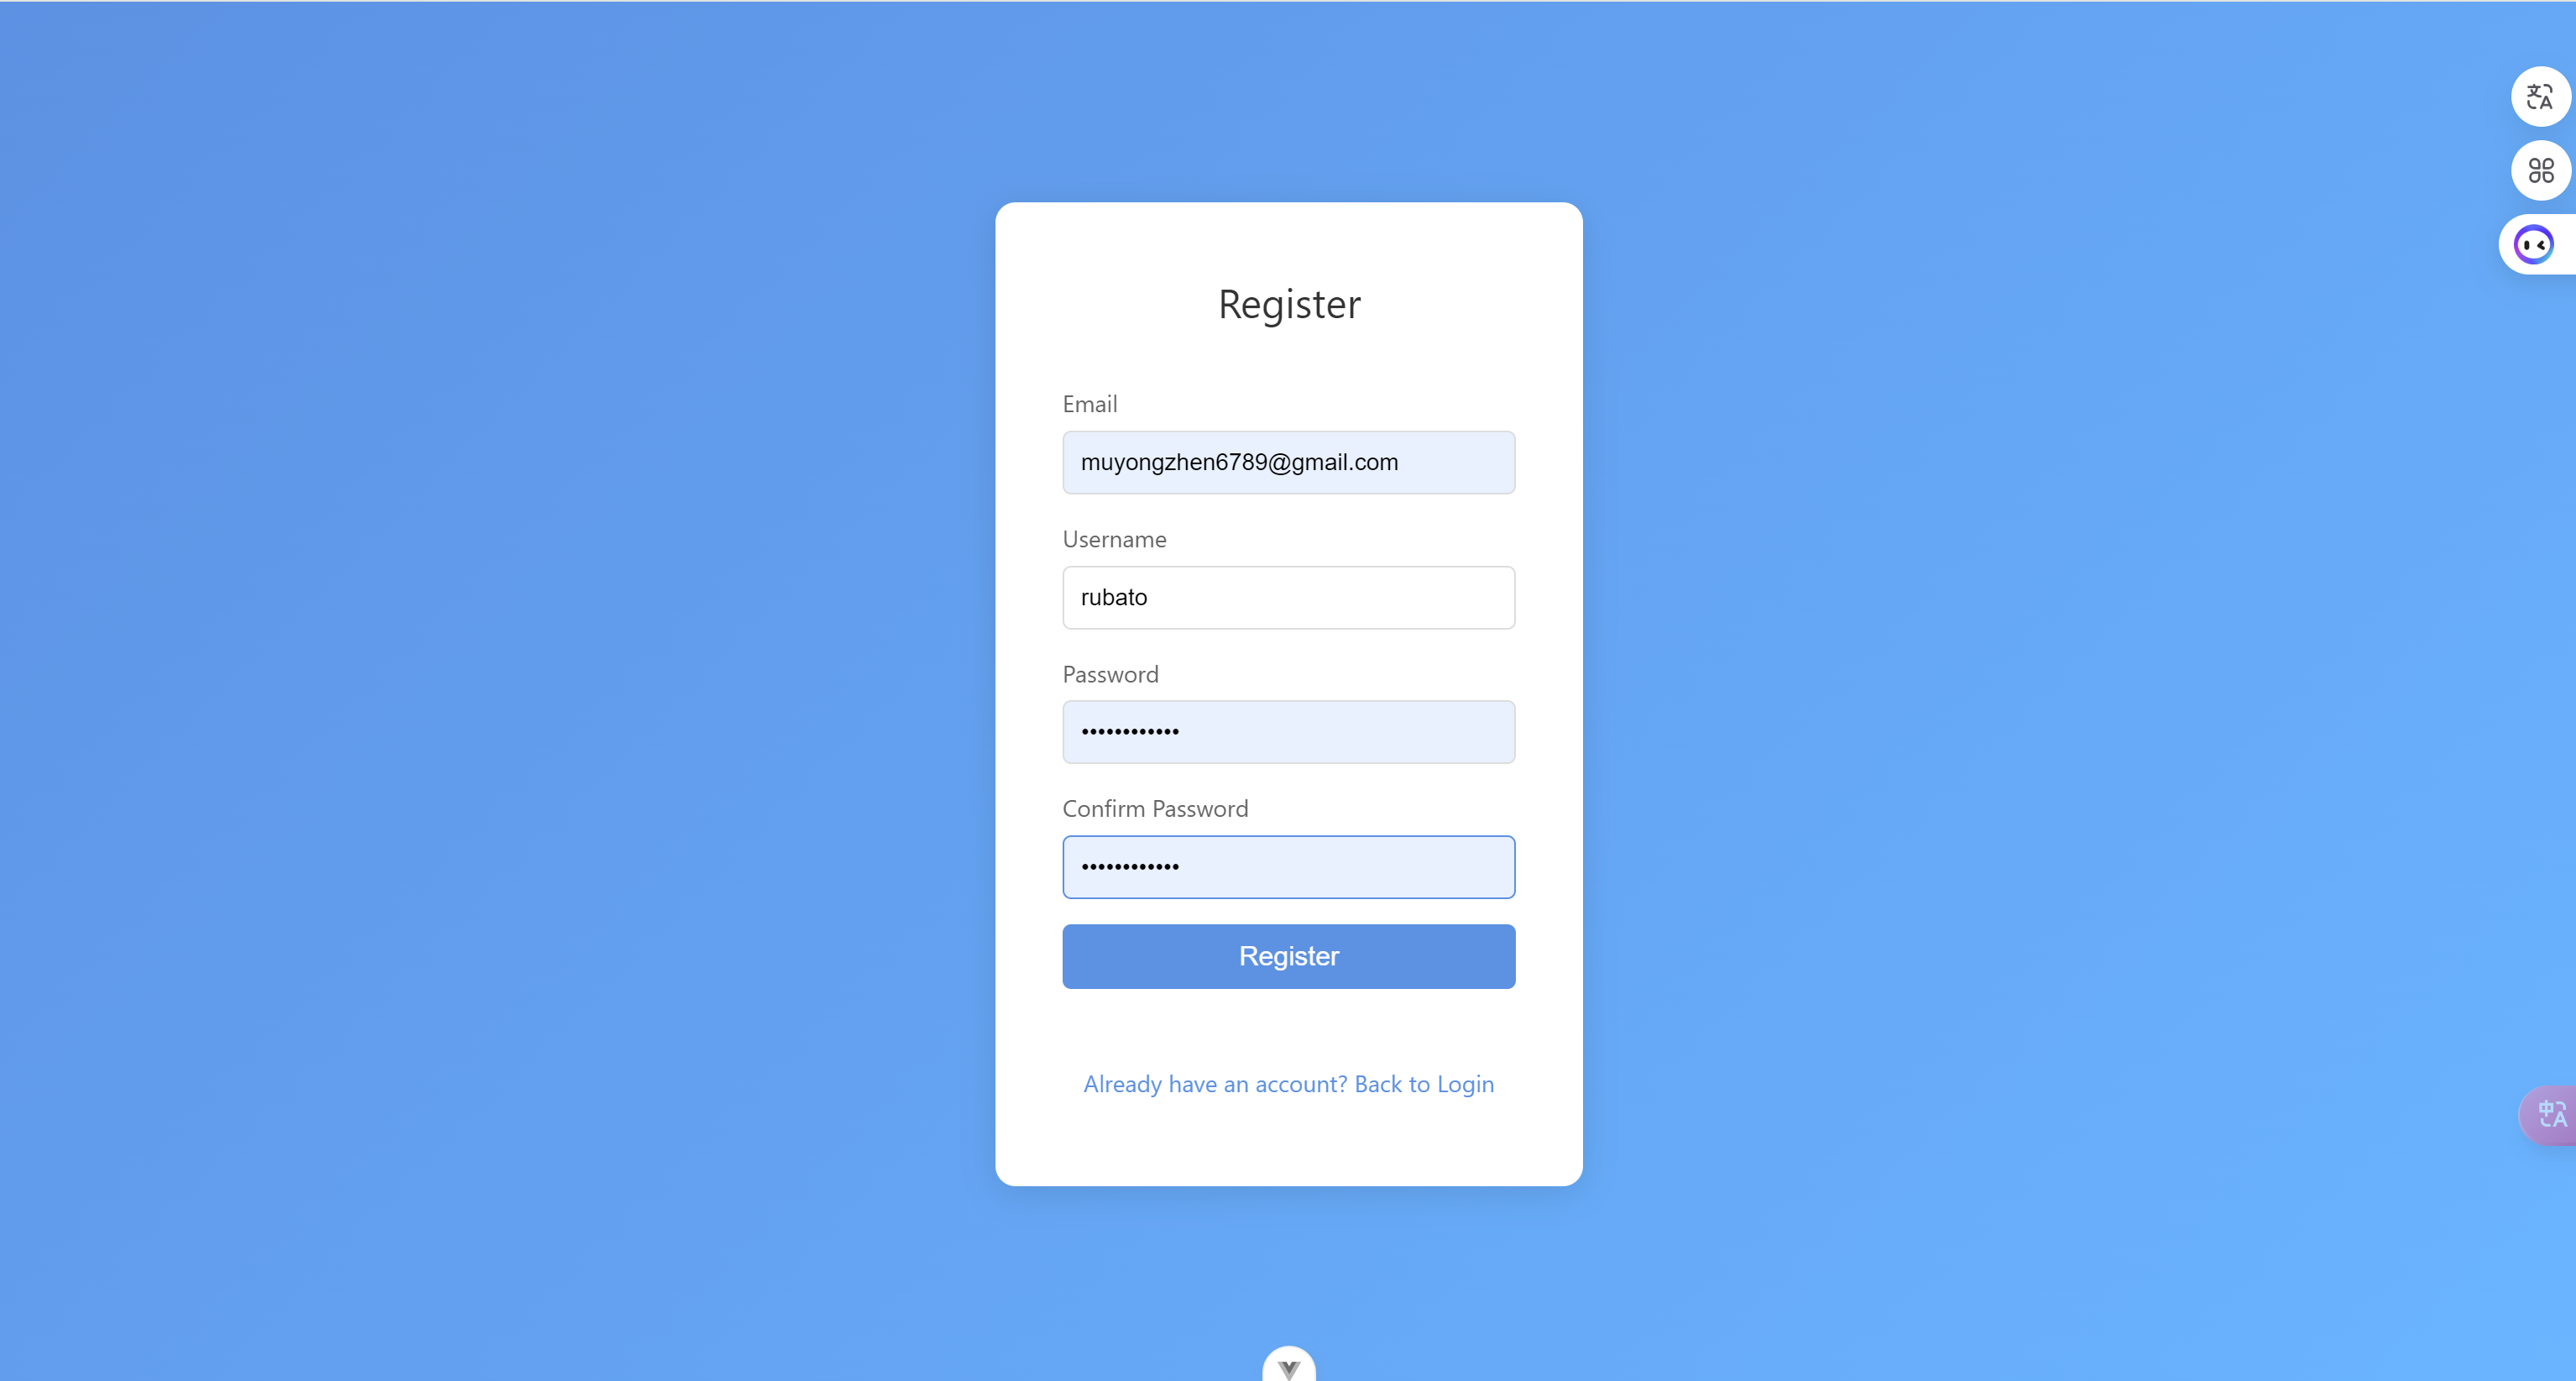 Register
Email
muyongzhen6789@gmail.com
Username
rubato
Password
••••••••••••
Confirm Password
••••••••••••
Register
Already have an account? Back to Login